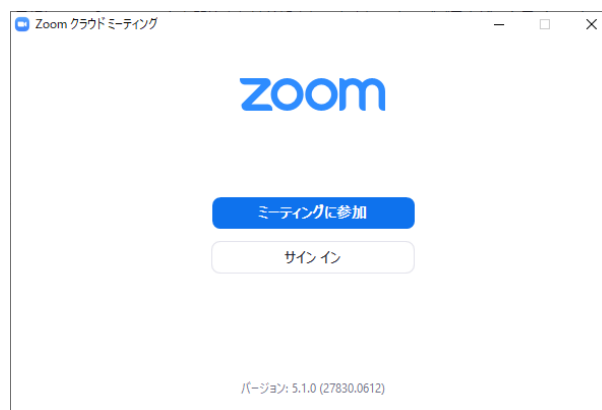 Zoom クラウド ミーティング
zoom
ミーティングに参加
サイン イン
バージョン: 5.1.0 (27830.0612)